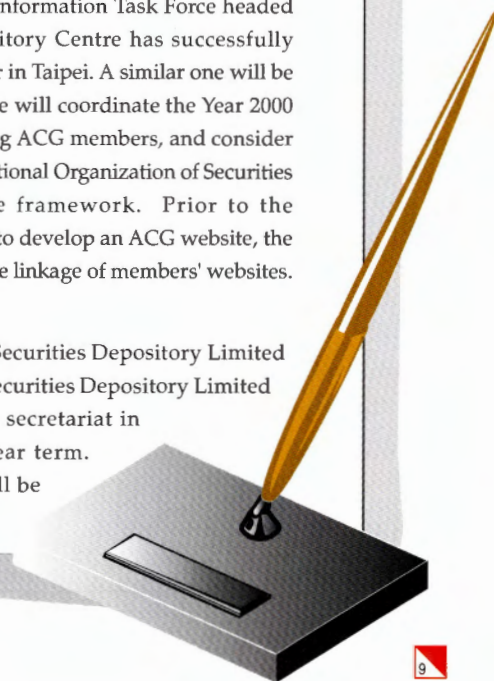 nformation Task Force headed
itory Centre has successfully
r in Taipei. A similar one will be
e will coordinate the Year 2000
g ACG members, and consider
tional Organization of Securities
e framework. Prior to the
to develop an ACG website, the
e linkage of members' websites.
Securities Depository Limited
ecurities Depository Limited
secretariat in
ear term.
ll be
9